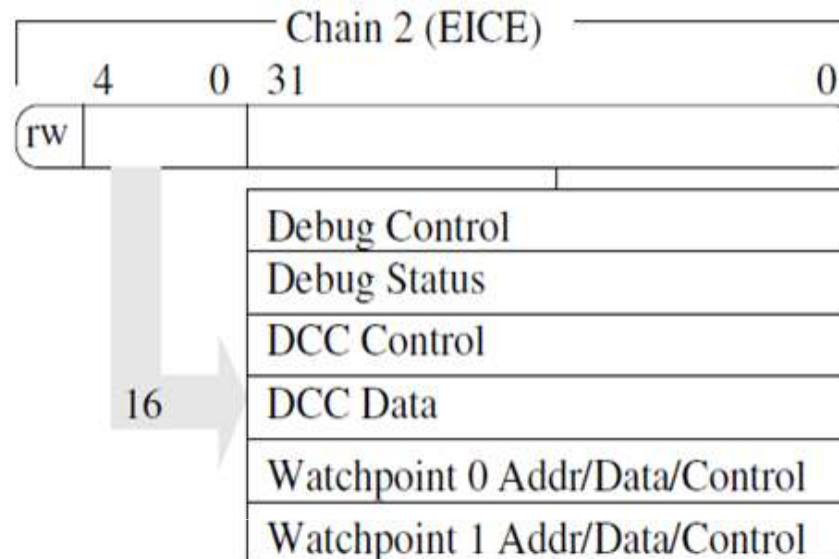 Chain 2 (EICE)
4 0 31 0
rw
Debug Control
Debug Status
DCC Control
16 DCC Data
Watchpoint 0 Addr/Data/Control
Watchpoint 1 Addr/Data/Control